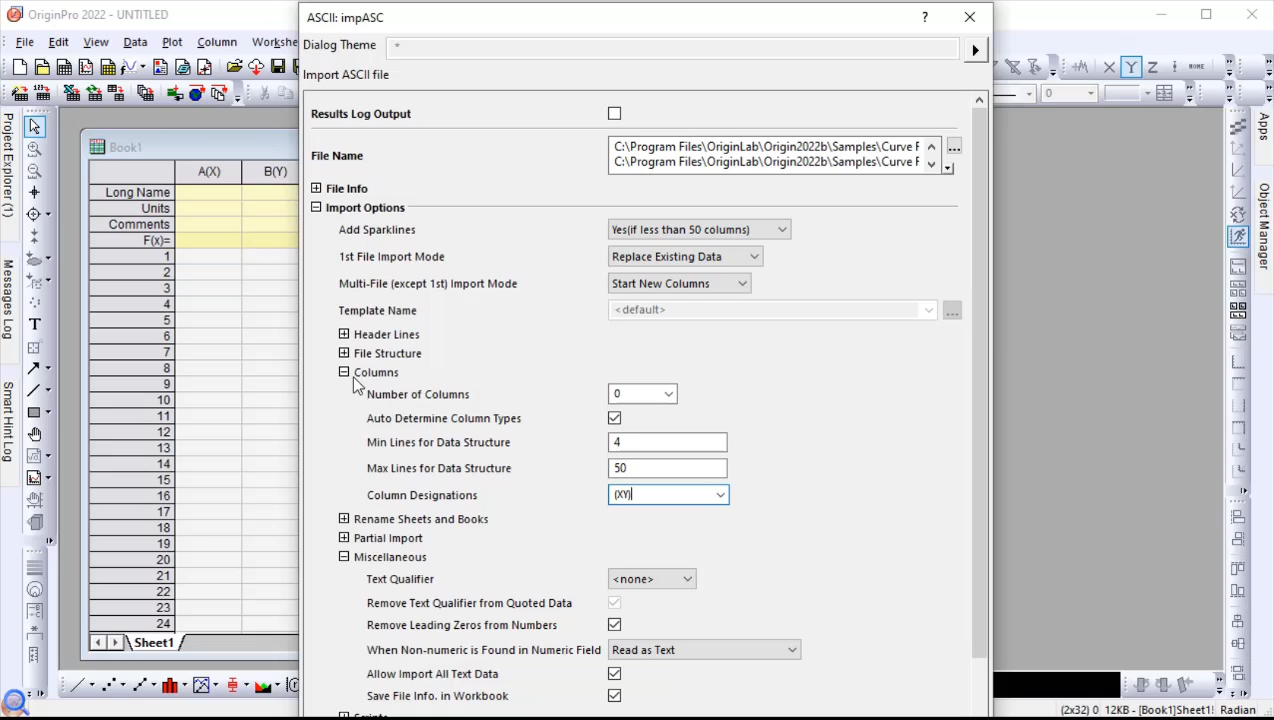 OriginPro 2022 - UNTITLED
File Edit View Data Plot Column Workshe
ASCII: impASC
?
Dialog Theme *
Import ASCII file
Results Log Output
File Name
C:\Program Files\OriginLab\Origin2022b\Samples\Curve F
C:\Program Files\OriginLab\Origin2022b\Samples\Curve F
...
File Info
Import Options
Add Sparklines Yes(if less than 50 columns)
1st File Import Mode Replace Existing Data
Multi-File (except 1st) Import Mode Start New Columns
Template Name <default> ...
Header Lines
File Structure
Columns
Number of Columns 0
Auto Determine Column Types
Min Lines for Data Structure 4
Max Lines for Data Structure 50
Column Designations (XY)
Rename Sheets and Books
Partial Import
Miscellaneous
Text Qualifier <none>
Remove Text Qualifier from Quoted Data
Remove Leading Zeros from Numbers
When Non-numeric is Found in Numeric Field Read as Text
Allow Import All Text Data
Save File Info. in Workbook
Project Explorer (1)
Messages Log
Smart Hint Log
T
Book1
A(X) B(Y)
Long Name
Units
Comments
F(x)=
1
2
3
4
5
6
7
8
9
10
11
12
13
14
15
16
17
18
19
20
21
22
23
24
Sheet1
X Y Z HOME
0
Apps
Object Manager
(2x32) 0 12KB - [Book1]Sheet1! Radian